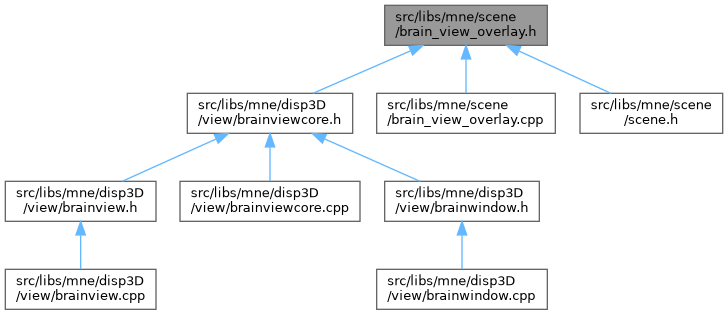 src/libs/mne/scene
/brain_view_overlay.h
src/libs/mne/disp3D
/view/brainviewcore.h
src/libs/mne/scene
/brain_view_overlay.cpp
src/libs/mne/scene
/scene.h
src/libs/mne/disp3D
/view/brainview.h
src/libs/mne/disp3D
/view/brainviewcore.cpp
src/libs/mne/disp3D
/view/brainwindow.h
src/libs/mne/disp3D
/view/brainview.cpp
src/libs/mne/disp3D
/view/brainwindow.cpp